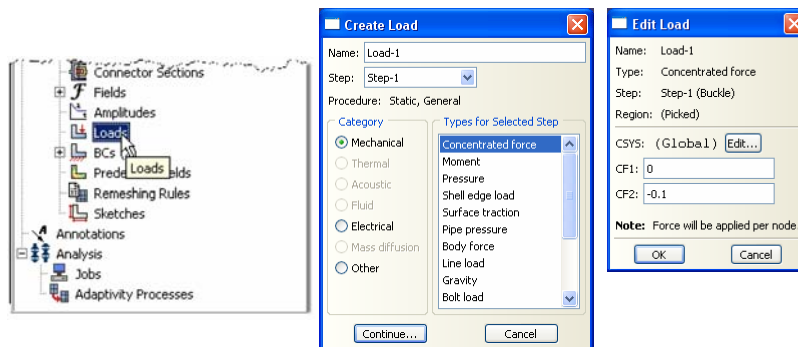 Connector Sections
Fields
Amplitudes
Loads
BCs
Loads
Remeshing Rules
Sketches
Annotations
Analysis
Jobs
Adaptivity Processes
Create Load
Name: Load-1
Step: Step-1
Procedure: Static, General
Category
Mechanical
Thermal
Acoustic
Fluid
Electrical
Mass diffusion
Other
Types for Selected Step
Concentrated force
Moment
Pressure
Shell edge load
Surface traction
Pipe pressure
Body force
Line load
Gravity
Bolt load
Continue...
Cancel
Edit Load
Name: Load-1
Type: Concentrated force
Step: Step-1 (Buckle)
Region: (Picked)
CSYS: (Global) Edit...
CF1: 0
CF2: -0.1
Note: Force will be applied per node
OK
Cancel